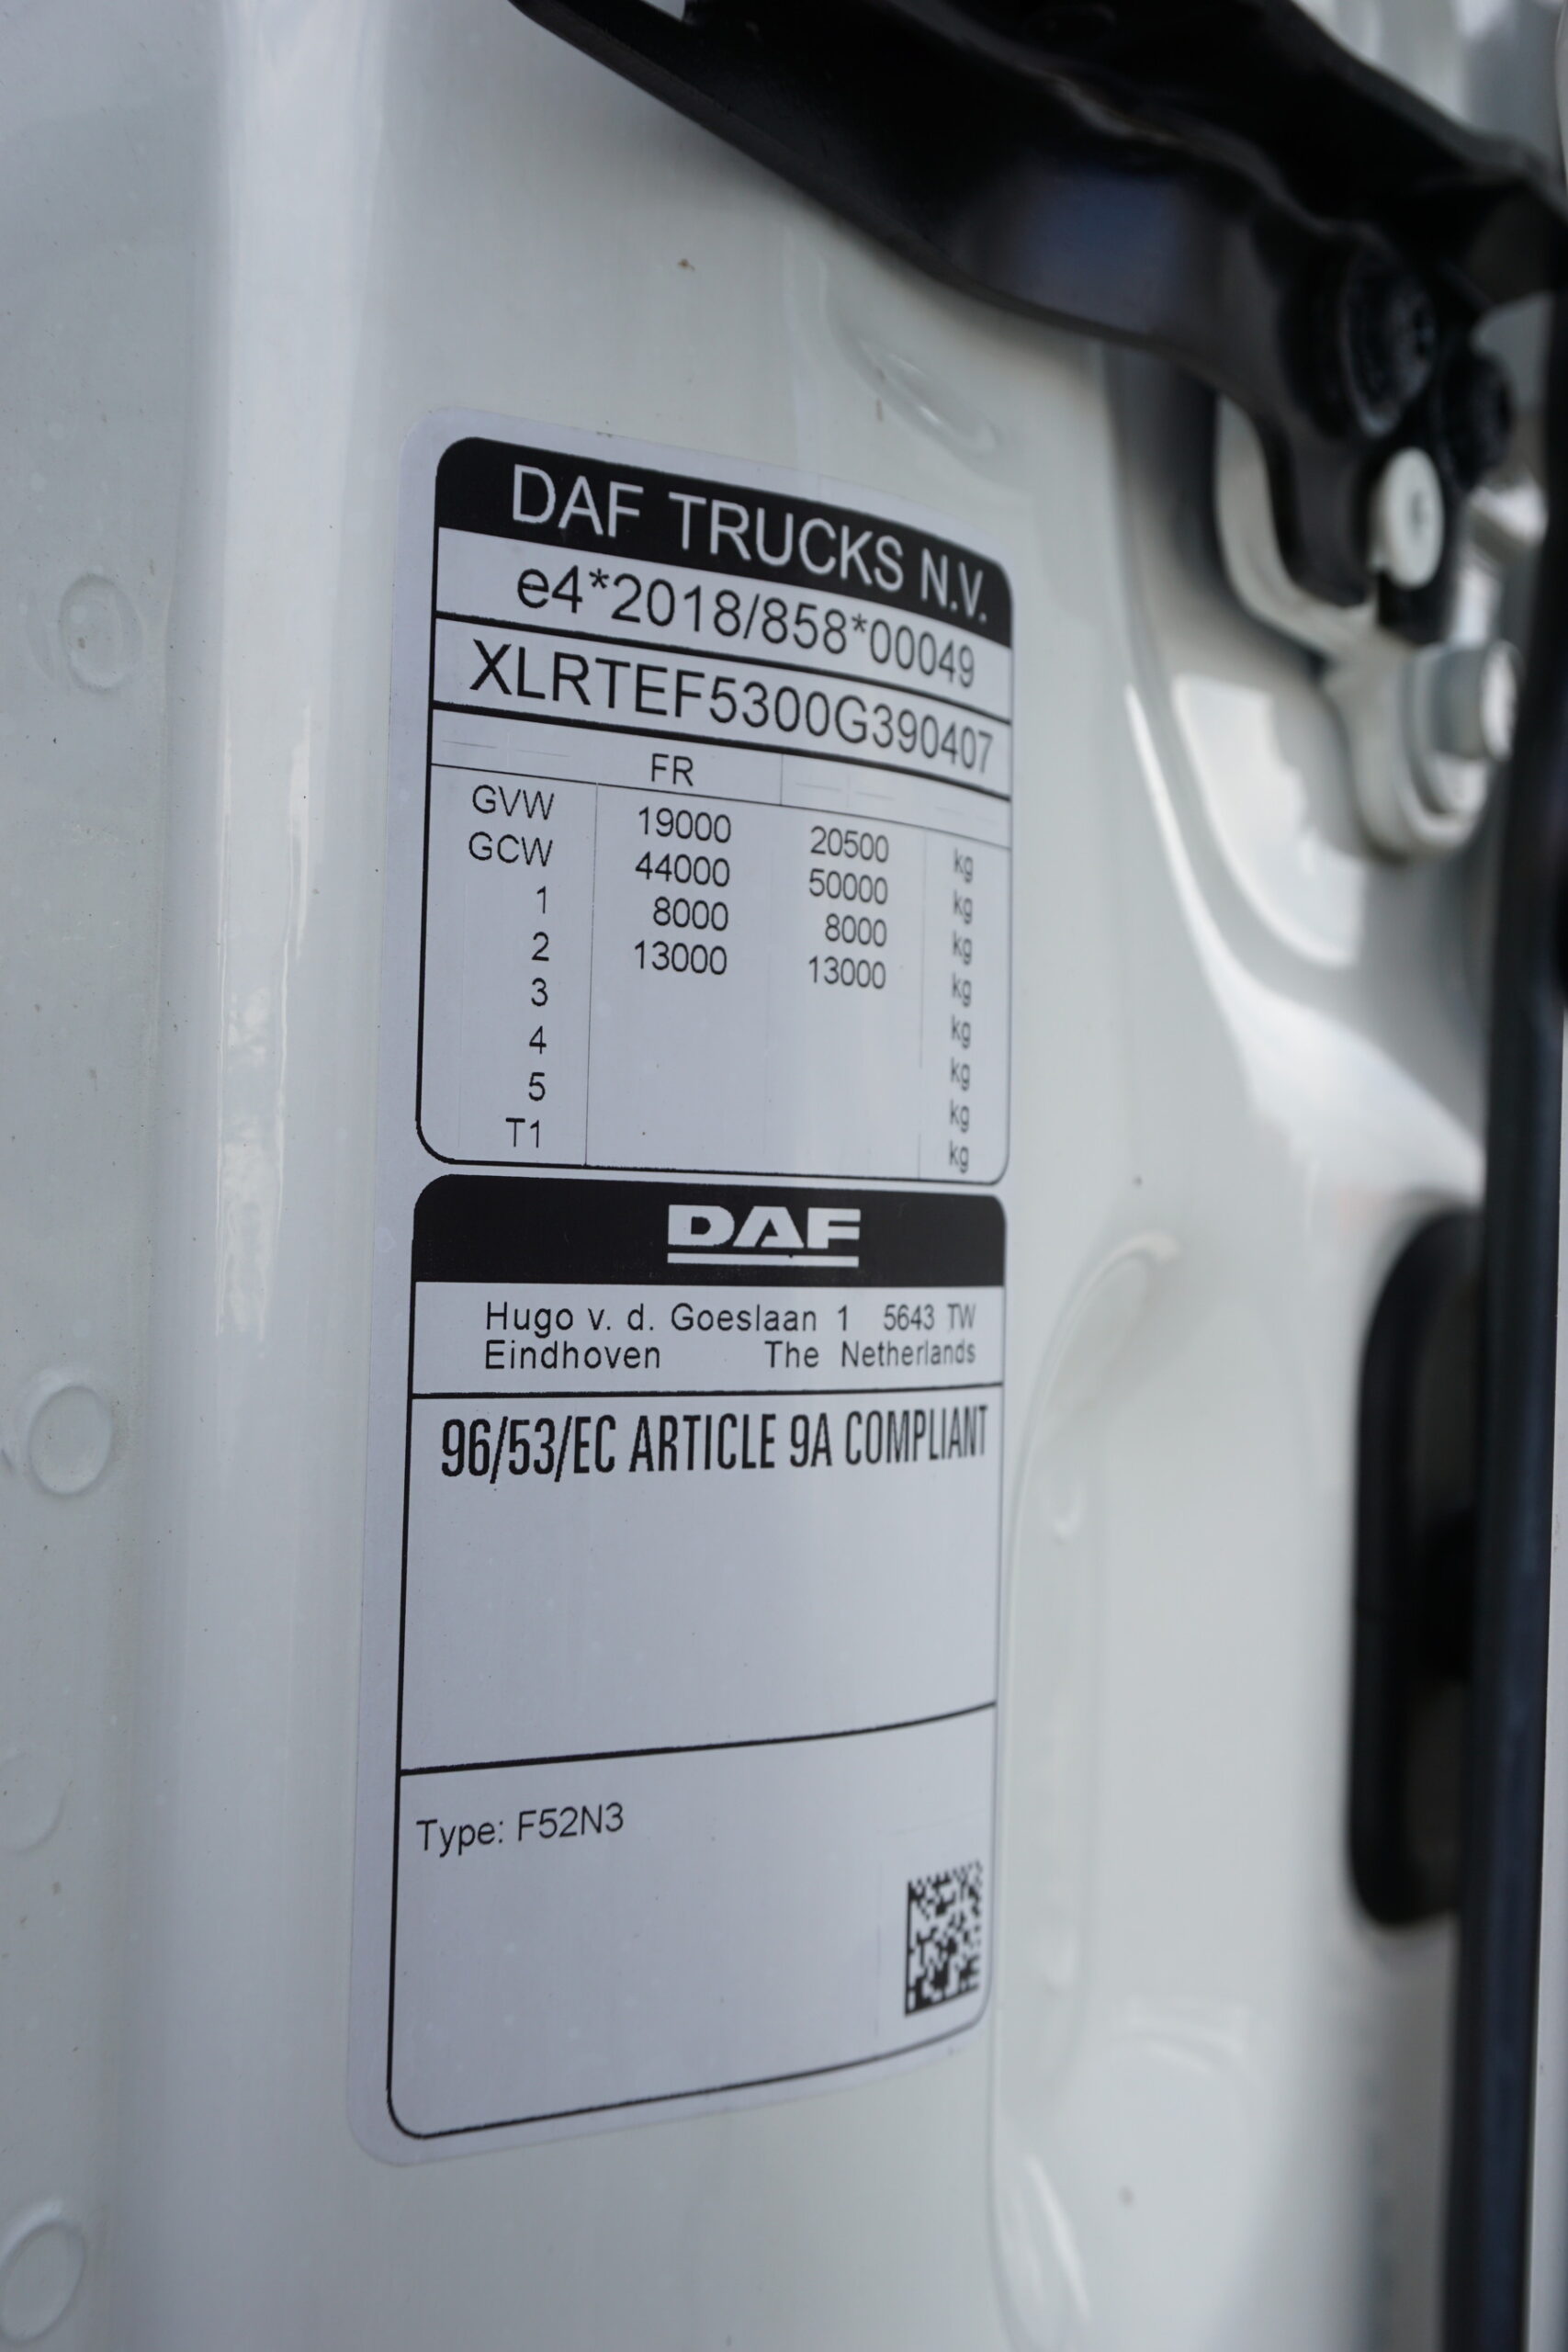 DAF TRUCKS N.V.
e4*2018/858*00049
XLRTEF5300G390407
FR
GVW 19000 20500 kg
GCW 44000 50000 kg
1 8000 8000 kg
2 13000 13000 kg
3 kg
4 kg
5 kg
T1 kg
DAF
Hugo v. d. Goeslaan 1 5643 TW
Eindhoven The Netherlands
96/53/EC ARTICLE 9A COMPLIANT
Type: F52N3